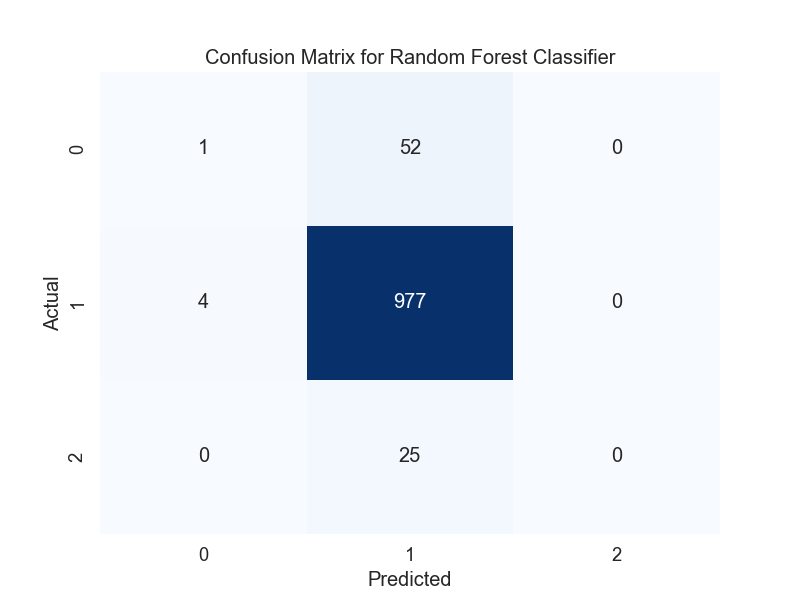 Confusion Matrix for Random Forest Classifier
0 1 52 0
Actual
1 4 977 0
2 0 25 0
0 1 2
Predicted